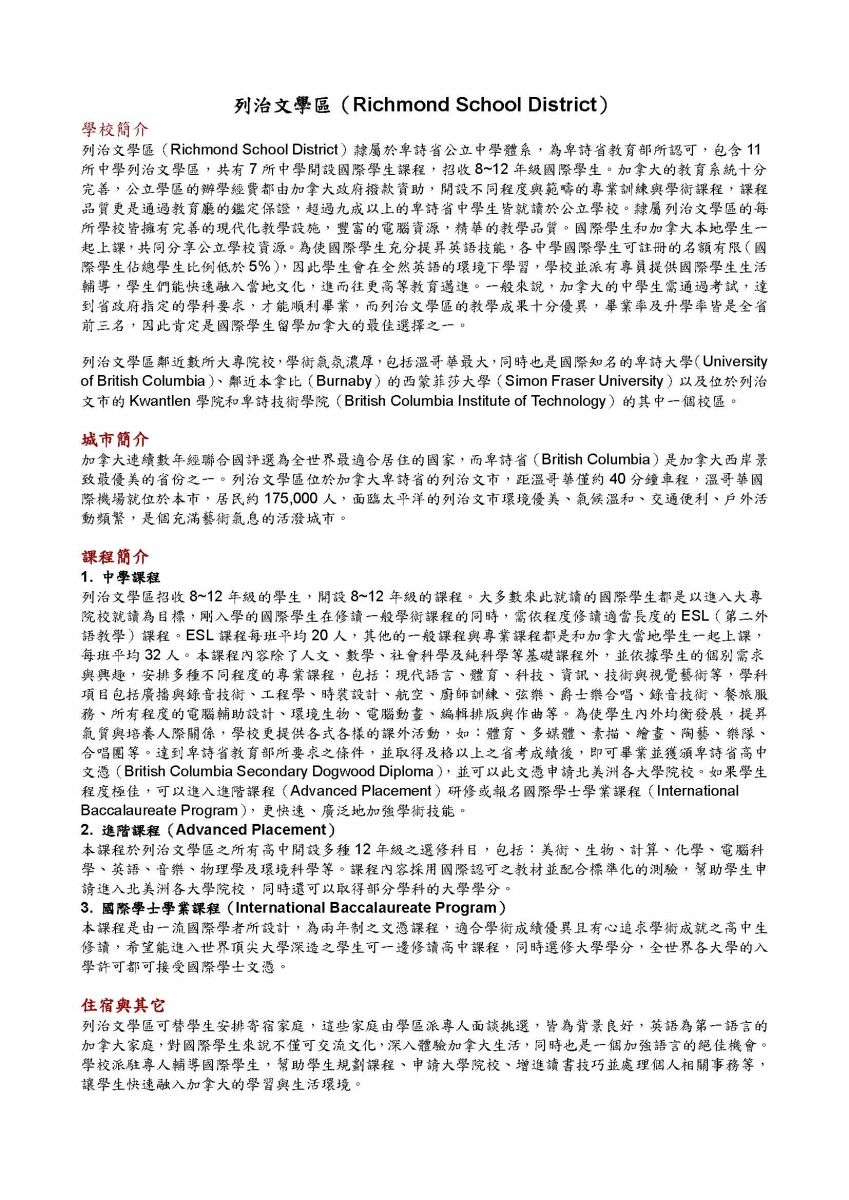 列治文學區（Richmond School District）
學校簡介
列治文學區（Richmond School District）隸屬於卑詩省公立中學體系，為卑詩省教育部所認可，包含 11
所中學列治文學區，共有 7 所中學開設國際學生課程，招收 8~12 年級國際學生。加拿大的教育系統十分
完善，公立學區的辦學經費都由加拿大政府撥款資助，開設不同程度與範疇的專業訓練與學術課程，課程
品質更是通過教育廳的鑑定保證，超過九成以上的卑詩省中學生皆就讀於公立學校。隸屬列治文學區的每
所學校皆擁有完善的現代化教學設施，豐富的電腦資源，精華的教學品質。國際學生和加拿大本地學生一
起上課，共同分享公立學校資源。為使國際學生充分提昇英語技能，各中學國際學生可註冊的名額有限（國
際學生佔總學生比例低於 5%），因此學生會在全然英語的環境下學習，學校並派有專員提供國際學生生活
輔導，學生們能快速融入當地文化，進而往更高等教育邁進。一般來說，加拿大的中學生需通過考試，達
到省政府指定的學科要求，才能順利畢業，而列治文學區的教學成果十分優異，畢業率及升學率皆是全省
前三名，因此肯定是國際學生留學加拿大的最佳選擇之一。
列治文學區鄰近數所大專院校，學術氣氛濃厚，包括溫哥華最大，同時也是國際知名的卑詩大學（University
of British Columbia）、鄰近本拿比（Burnaby）的西蒙菲莎大學（Simon Fraser University）以及位於列治
文市的 Kwantlen 學院和卑詩技術學院（British Columbia Institute of Technology）的其中一個校區。
城市簡介
加拿大連續數年經聯合國評選為全世界最適合居住的國家，而卑詩省（British Columbia）是加拿大西岸景
致最優美的省份之一。列治文學區位於加拿大卑詩省的列治文市，距溫哥華僅約 40 分鐘車程，溫哥華國
際機場就位於本市，居民約 175,000 人，面臨太平洋的列治文市環境優美、氣候溫和、交通便利、戶外活
動頻繁，是個充滿藝術氣息的活潑城市。
課程簡介
1. 中學課程
列治文學區招收 8~12 年級的學生，開設 8~12 年級的課程。大多數來此就讀的國際學生都是以進入大專
院校就讀為目標，剛入學的國際學生在修讀一般學術課程的同時，需依程度修讀適當長度的 ESL（第二外
語教學）課程。ESL 課程每班平均 20 人，其他的一般課程與專業課程都是和加拿大當地學生一起上課，
每班平均 32 人。本課程內容除了人文、數學、社會科學及純科學等基礎課程外，並依據學生的個別需求
與興趣，安排多種不同程度的專業課程，包括：現代語言、體育、科技、資訊、技術與視覺藝術等，學科
項目包括廣播與錄音技術、工程學、時裝設計、航空、廚師訓練、弦樂、爵士樂合唱、錄音技術、餐旅服
務、所有程度的電腦輔助設計、環境生物、電腦動畫、編輯排版與作曲等。為使學生內外均衡發展，提昇
氣質與培養人際關係，學校更提供各式各樣的課外活動，如：體育、多媒體、素描、繪畫、陶藝、樂隊、
合唱團等。達到卑詩省教育部所要求之條件，並取得及格以上之省考成績後，即可畢業並獲頒卑詩省高中
文憑（British Columbia Secondary Dogwood Diploma），並可以此文憑申請北美洲各大學院校。如果學生
程度極佳，可以進入進階課程（Advanced Placement）研修或報名國際學士學業課程（International
Baccalaureate Program），更快速、廣泛地加強學術技能。
2. 進階課程（Advanced Placement）
本課程於列治文學區之所有高中開設多種 12 年級之選修科目，包括：美術、生物、計算、化學、電腦科
學、英語、音樂、物理學及環境科學等。課程內容採用國際認可之教材並配合標準化的測驗，幫助學生申
請進入北美洲各大學院校，同時還可以取得部分學科的大學學分。
3. 國際學士學業課程（International Baccalaureate Program）
本課程是由一流國際學者所設計，為兩年制之文憑課程，適合學術成績優異且有心追求學術成就之高中生
修讀，希望能進入世界頂尖大學深造之學生可一邊修讀高中課程，同時選修大學學分，全世界各大學的入
學許可都可接受國際學士文憑。
住宿與其它
列治文學區可替學生安排寄宿家庭，這些家庭由學區派專人面談挑選，皆為背景良好，英語為第一語言的
加拿大家庭，對國際學生來說不僅可交流文化，深入體驗加拿大生活，同時也是一個加強語言的絕佳機會。
學校派駐專人輔導國際學生，幫助學生規劃課程、申請大學院校、增進讀書技巧並處理個人相關事務等，
讓學生快速融入加拿大的學習與生活環境。